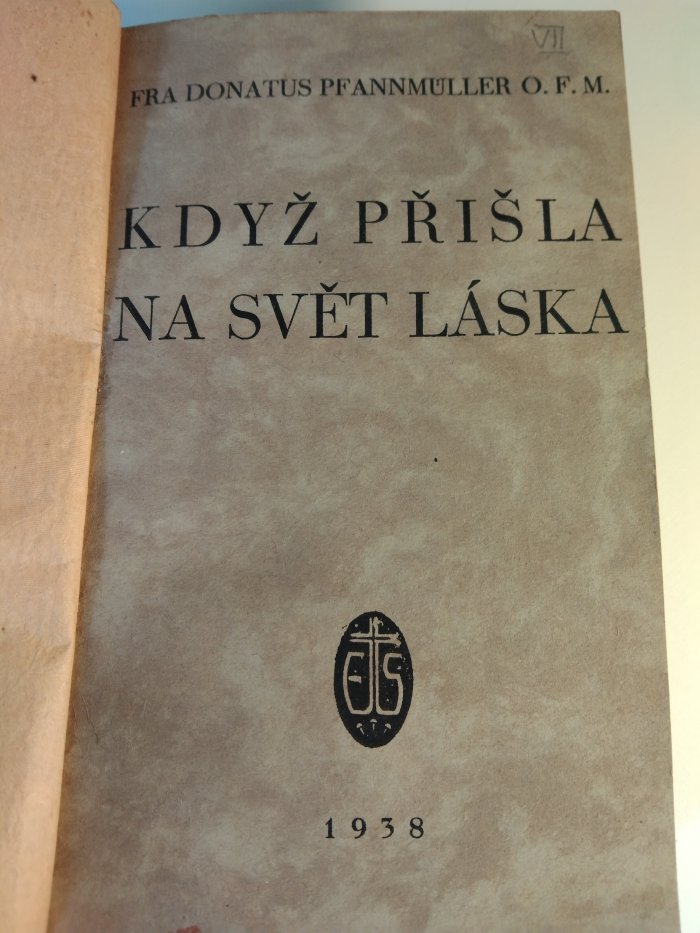 VII
FRA DONATUS PFANNMÜLLER O. F. M.
KDYŽ PŘIŠLA
NA SVĚT LÁSKA
1938